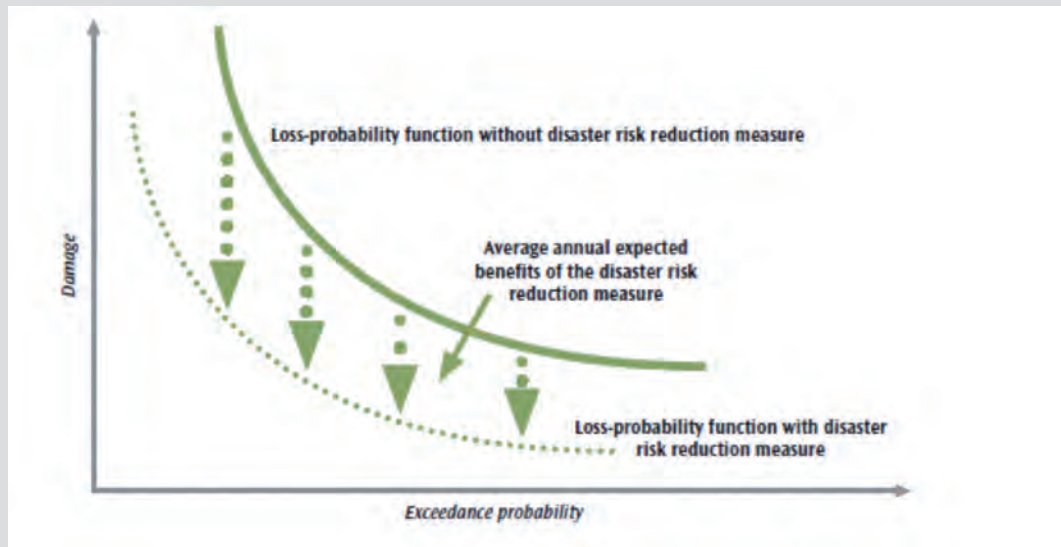 Loss-probability function without disaster risk reduction measure
Average annual expected
benefits of the disaster risk
reduction measure
Damage
Loss-probability function with disaster
risk reduction measure
Exceedance probability